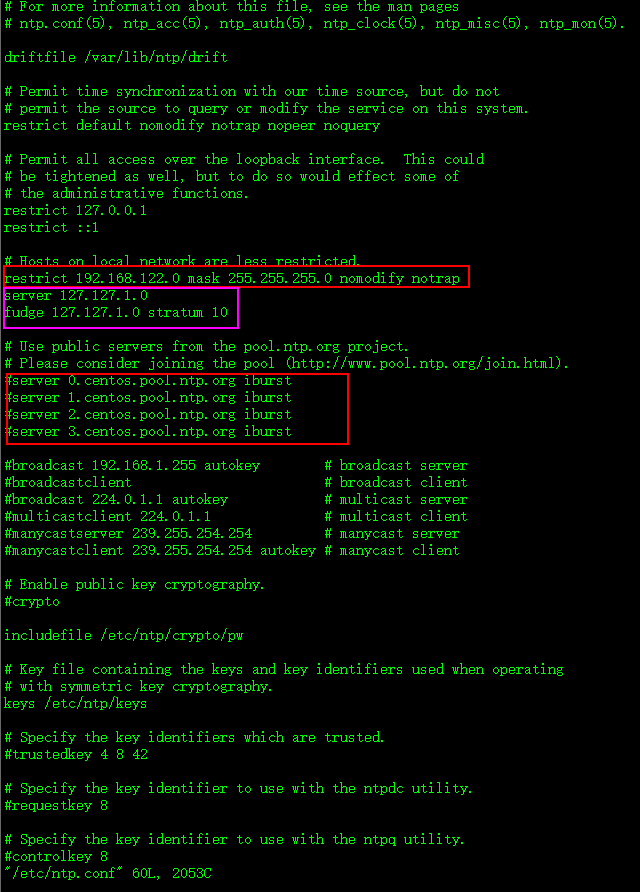 # For more information about this file, see the man pages
# ntp.conf(5), ntp_acc(5), ntp_auth(5), ntp_clock(5), ntp_misc(5), ntp_mon(5).
driftfile /var/lib/ntp/drift
# Permit time synchronization with our time source, but do not
# permit the source to query or modify the service on this system.
restrict default nomodify notrap nopeer noquery
# Permit all access over the loopback interface.  This could
# be tightened as well, but to do so would effect some of
# the administrative functions.
restrict 127.0.0.1
restrict ::1
# Hosts on local network are less restricted.
restrict 192.168.122.0 mask 255.255.255.0 nomodify notrap
server 127.127.1.0
fudge 127.127.1.0 stratum 10
# Use public servers from the pool.ntp.org project.
# Please consider joining the pool (http://www.pool.ntp.org/join.html).
#server 0.centos.pool.ntp.org iburst
#server 1.centos.pool.ntp.org iburst
#server 2.centos.pool.ntp.org iburst
#server 3.centos.pool.ntp.org iburst
#broadcast 192.168.1.255 autokey        # broadcast server
#broadcastclient                        # broadcast client
#broadcast 224.0.1.1 autokey            # multicast server
#multicastclient 224.0.1.1              # multicast client
#manycastserver 239.255.254.254         # manycast server
#manycastclient 239.255.254.254 autokey # manycast client
# Enable public key cryptography.
#crypto
includefile /etc/ntp/crypto/pw
# Key file containing the keys and key identifiers used when operating
# with symmetric key cryptography.
keys /etc/ntp/keys
# Specify the key identifiers which are trusted.
#trustedkey 4 8 42
# Specify the key identifier to use with the ntpdc utility.
#requestkey 8
# Specify the key identifier to use with the ntpq utility.
#controlkey 8
"/etc/ntp.conf" 60L, 2053C